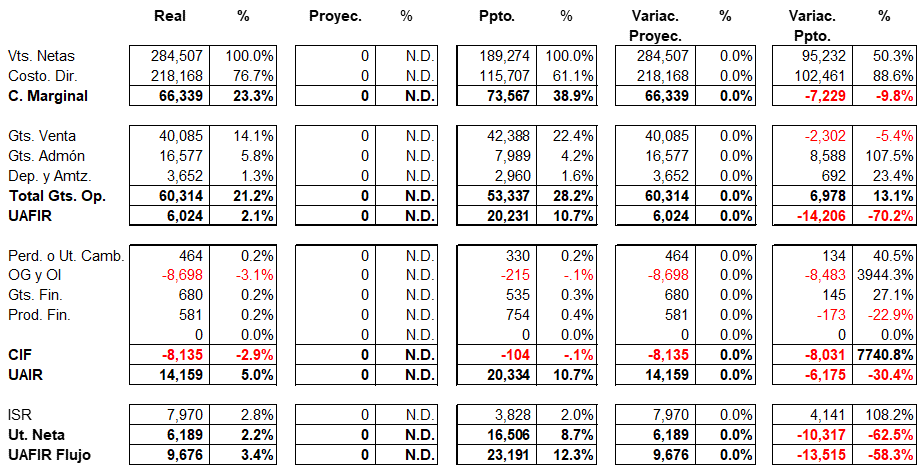 Real % Proyec. % Ppto. % Variac. Proyec. % Variac. Ppto. %
Vts. Netas 284,507 100.0% 0 N.D. 189,274 100.0% 284,507 0.0% 95,232 50.3%
Costo. Dir. 218,168 76.7% 0 N.D. 115,707 61.1% 218,168 0.0% 102,461 88.6%
C. Marginal 66,339 23.3% 0 N.D. 73,567 38.9% 66,339 0.0% -7,229 -9.8%
Gts. Venta 40,085 14.1% 0 N.D. 42,388 22.4% 40,085 0.0% -2,302 -5.4%
Gts. Admón 16,577 5.8% 0 N.D. 7,989 4.2% 16,577 0.0% 8,588 107.5%
Dep. y Amtz. 3,652 1.3% 0 N.D. 2,960 1.6% 3,652 0.0% 692 23.4%
Total Gts. Op. 60,314 21.2% 0 N.D. 53,337 28.2% 60,314 0.0% 6,978 13.1%
UAFIR 6,024 2.1% 0 N.D. 20,231 10.7% 6,024 0.0% -14,206 -70.2%
Perd. o Ut. Camb. 464 0.2% 0 N.D. 330 0.2% 464 0.0% 134 40.5%
OG y OI -8,698 -3.1% 0 N.D. -215 -.1% -8,698 0.0% -8,483 3944.3%
Gts. Fin. 680 0.2% 0 N.D. 535 0.3% 680 0.0% 145 27.1%
Prod. Fin. 581 0.2% 0 N.D. 754 0.4% 581 0.0% -173 -22.9%
0 0.0% 0 N.D. 0 0.0% 0 0.0% 0 0.0%
CIF -8,135 -2.9% 0 N.D. -104 -.1% -8,135 0.0% -8,031 7740.8%
UAIR 14,159 5.0% 0 N.D. 20,334 10.7% 14,159 0.0% -6,175 -30.4%
ISR 7,970 2.8% 0 N.D. 3,828 2.0% 7,970 0.0% 4,141 108.2%
Ut. Neta 6,189 2.2% 0 N.D. 16,506 8.7% 6,189 0.0% -10,317 -62.5%
UAFIR Flujo 9,676 3.4% 0 N.D. 23,191 12.3% 9,676 0.0% -13,515 -58.3%